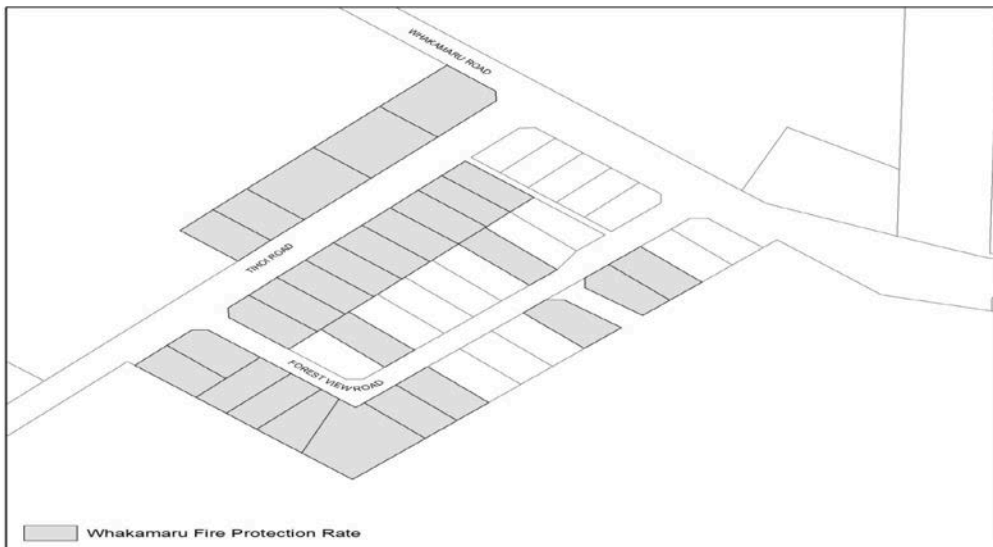 WHAKAMARU ROAD
TIHOI ROAD
FOREST VIEW ROAD
Whakamaru Fire Protection Rate